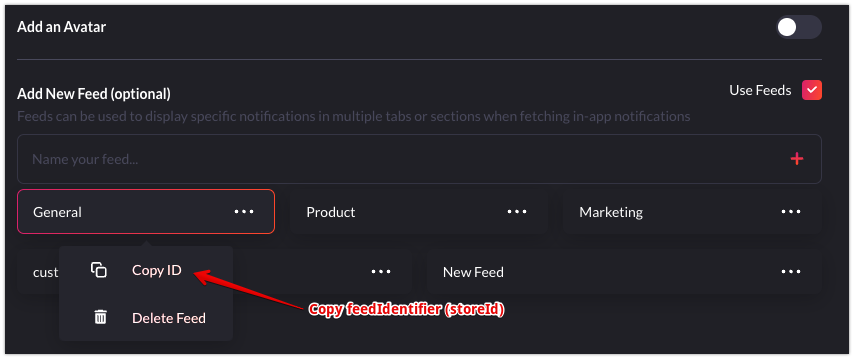 Add an Avatar
Add New Feed (optional)
Use Feeds
Feeds can be used to display specific notifications in multiple tabs or sections when fetching in-app notifications
Name your feed...
General
Product
Marketing
cust
New Feed
Copy ID
Delete Feed
Copy feedIdentifier (storeId)